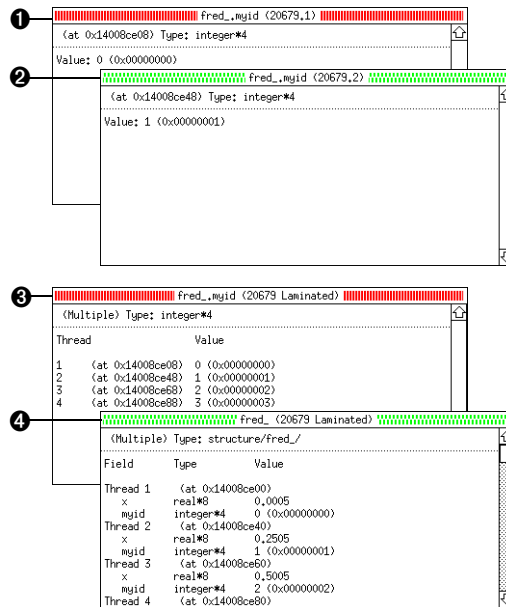 ❶ fred_.myid (20679.1)
(at 0x14008ce08) Type: integer*4
Value: 0 (0x00000000)
❷ fred_.myid (20679.2)
(at 0x14008ce48) Type: integer*4
Value: 1 (0x00000001)
❸ fred_.myid (20679 Laminated)
(Multiple) Type: integer*4
Thread Value
1 (at 0x14008ce08) 0 (0x00000000)
2 (at 0x14008ce48) 1 (0x00000001)
3 (at 0x14008ce68) 2 (0x00000002)
4 (at 0x14008ce88) 3 (0x00000003)
❹ fred_ (20679 Laminated)
(Multiple) Type: structure/fred_/
Field Type Value
Thread 1 (at 0x14008ce00)
x real*8 0.0005
myid integer*4 0 (0x00000000)
Thread 2 (at 0x14008ce40)
x real*8 0.2505
myid integer*4 1 (0x00000001)
Thread 3 (at 0x14008ce60)
x real*8 0.5005
myid integer*4 2 (0x00000002)
Thread 4 (at 0x14008ce80)